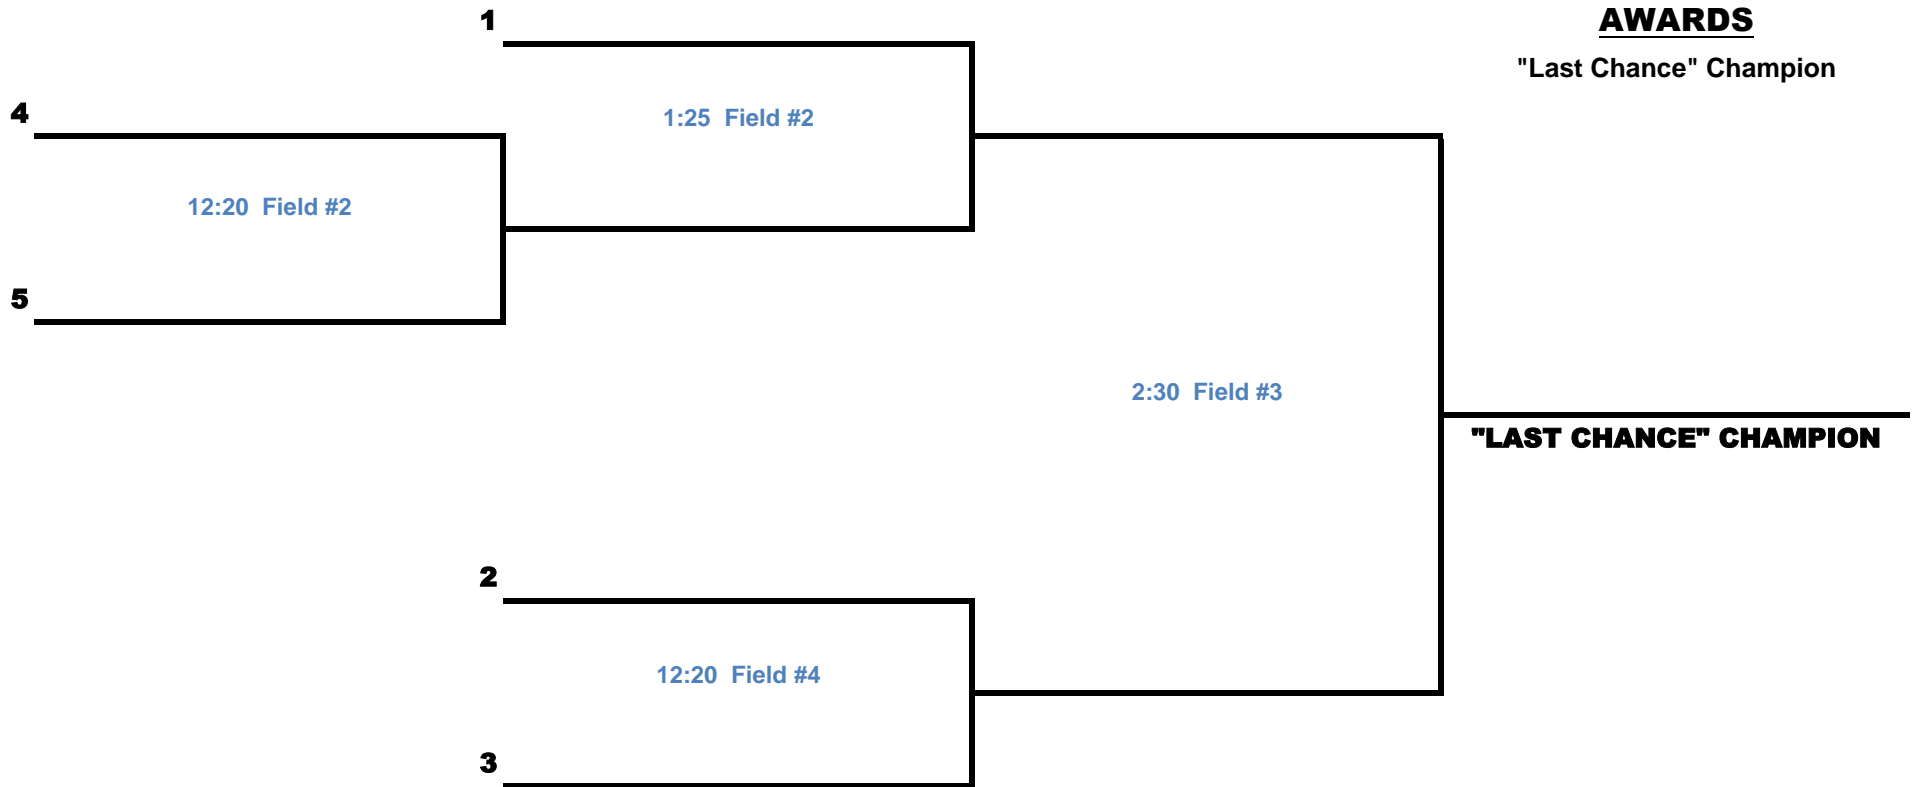 1
AWARDS
"Last Chance" Champion
4
1:25 Field #2
12:20 Field #2
5
2:30 Field #3
"LAST CHANCE" CHAMPION
2
12:20 Field #4
3